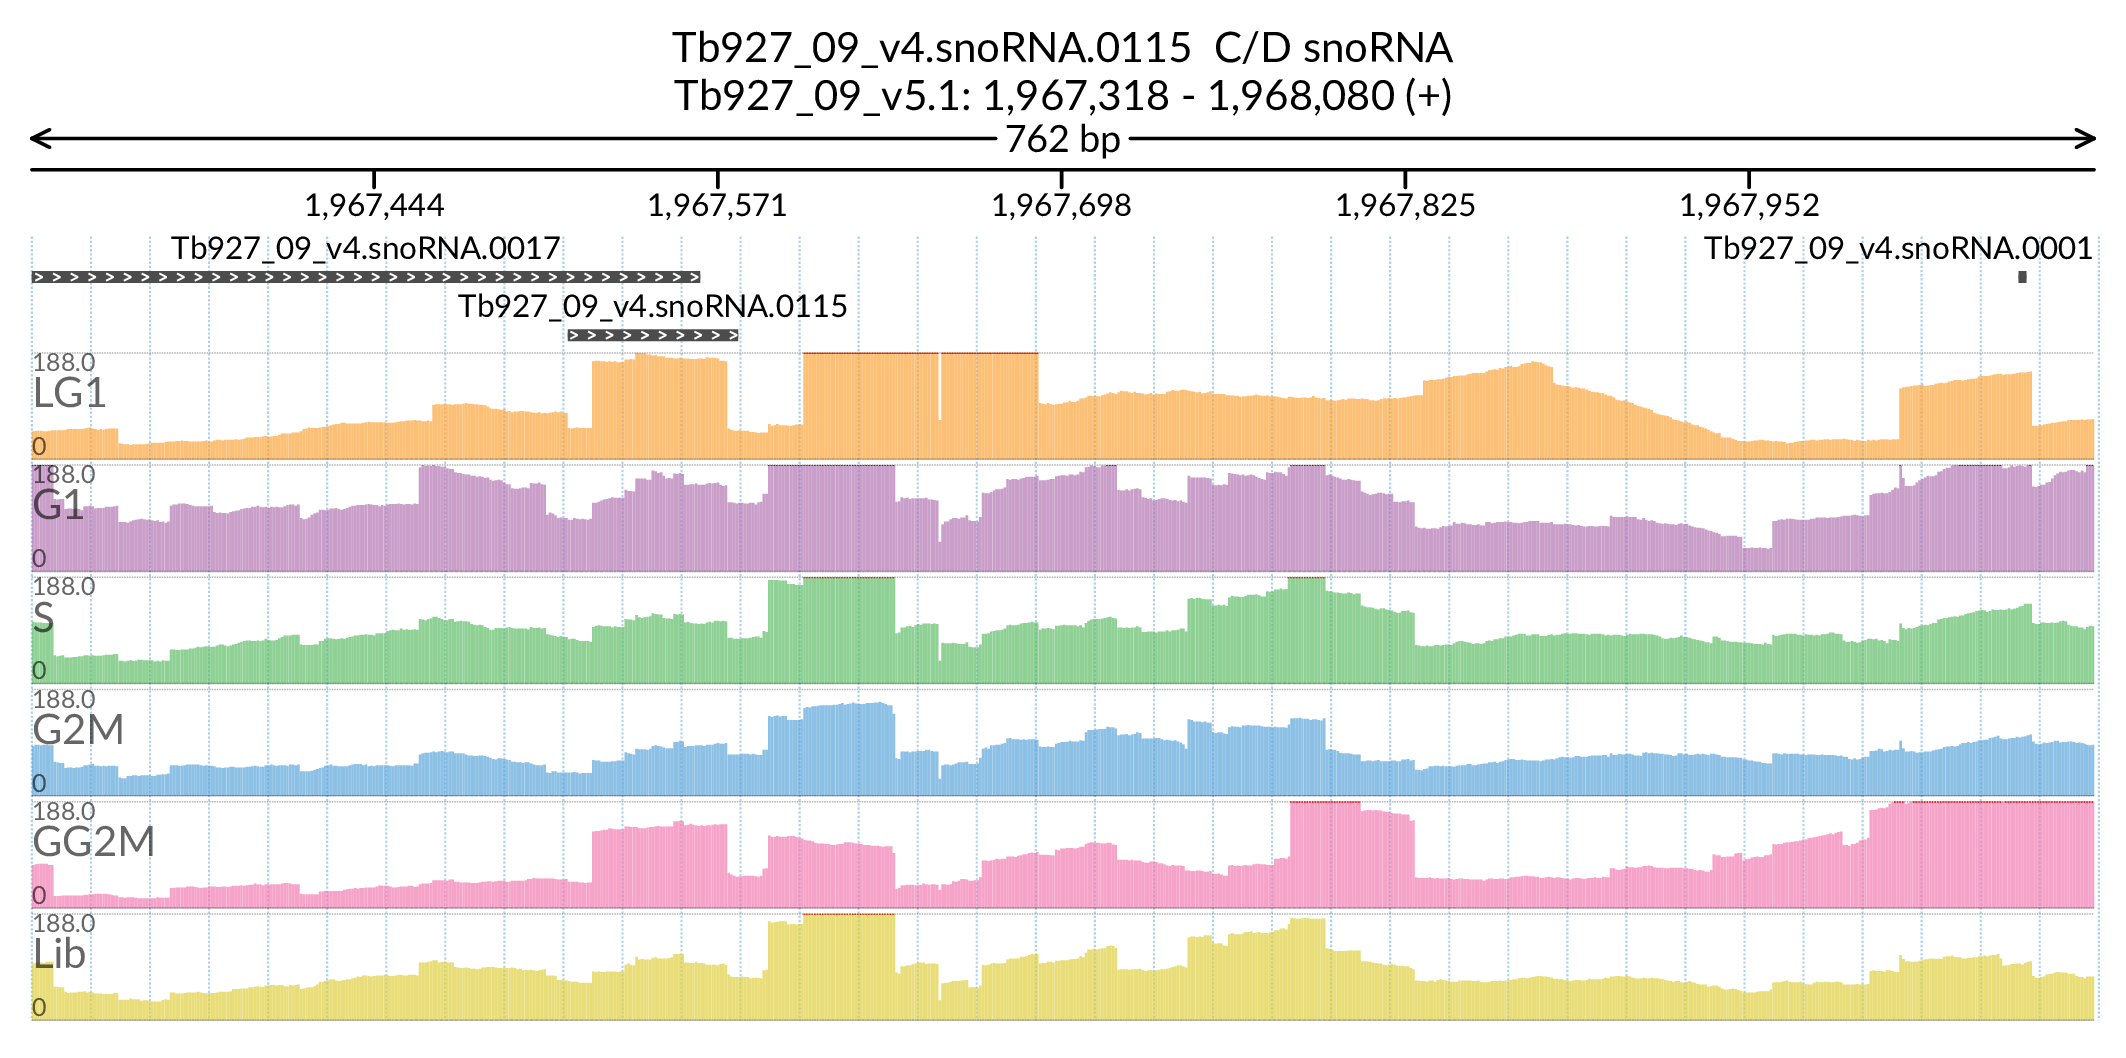 Tb927_09_v4.snoRNA.0115 C/D snoRNA
Tb927_09_v5.1: 1,967,318 - 1,968,080 (+)
762 bp
1,967,444 1,967,571 1,967,698 1,967,825 1,967,952
Tb927_09_v4.snoRNA.0017 Tb927_09_v4.snoRNA.0001
Tb927_09_v4.snoRNA.0115
188.0
LG1
0
188.0
G1
0
188.0
S
0
188.0
G2M
0
188.0
GG2M
0
188.0
Lib
0